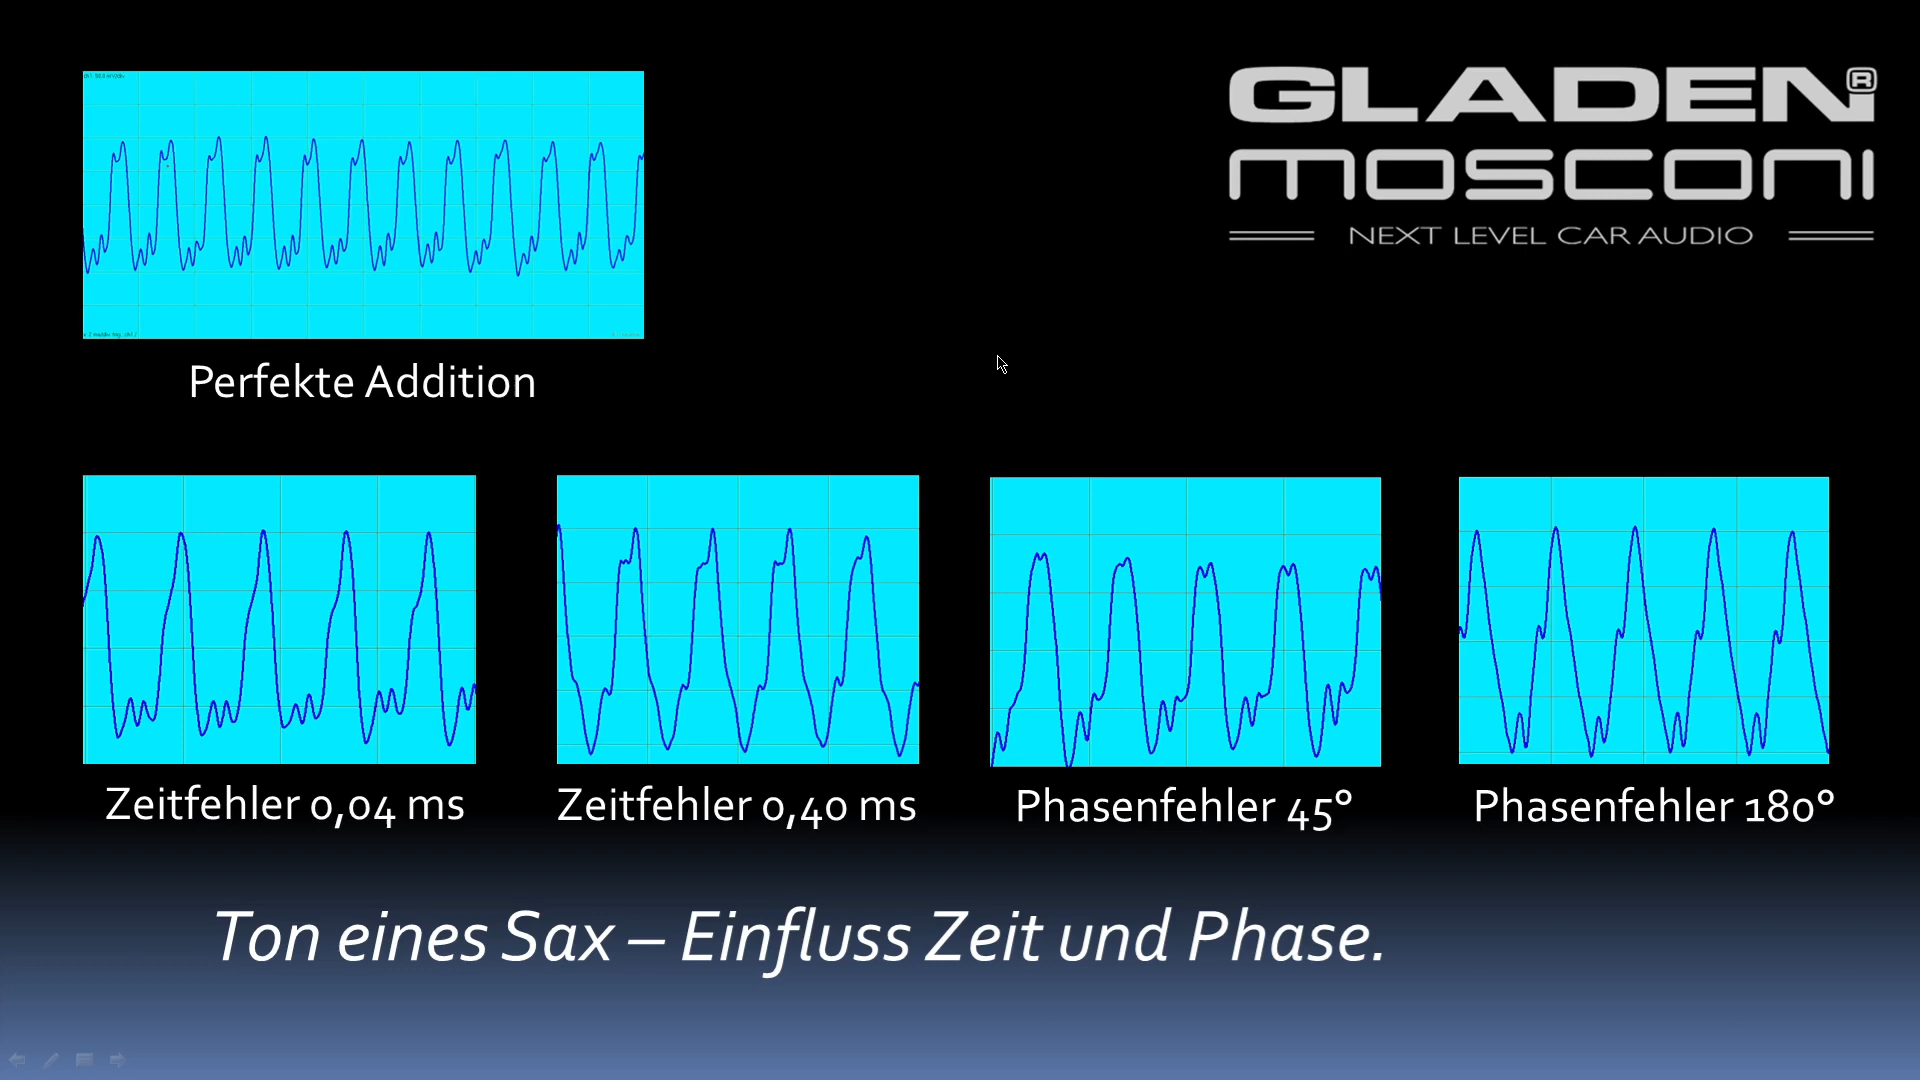 GLADEN®
MOSCONI
NEXT LEVEL CAR AUDIO
Perfekte Addition
Zeitfehler 0,04 ms
Zeitfehler 0,40 ms
Phasenfehler 45°
Phasenfehler 180°
Ton eines Sax – Einfluss Zeit und Phase.